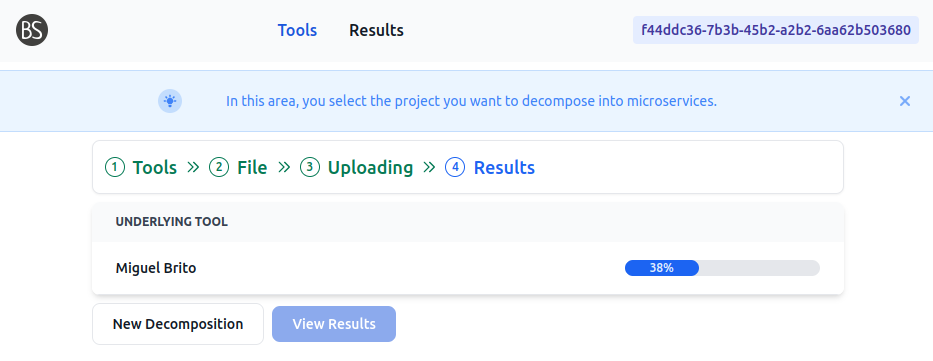 BS Tools Results f44ddc36-7b3b-45b2-a2b2-6aa62b503680
In this area, you select the project you want to decompose into microservices.
1 Tools 2 File 3 Uploading 4 Results
UNDERLYING TOOL
Miguel Brito 38%
New Decomposition View Results